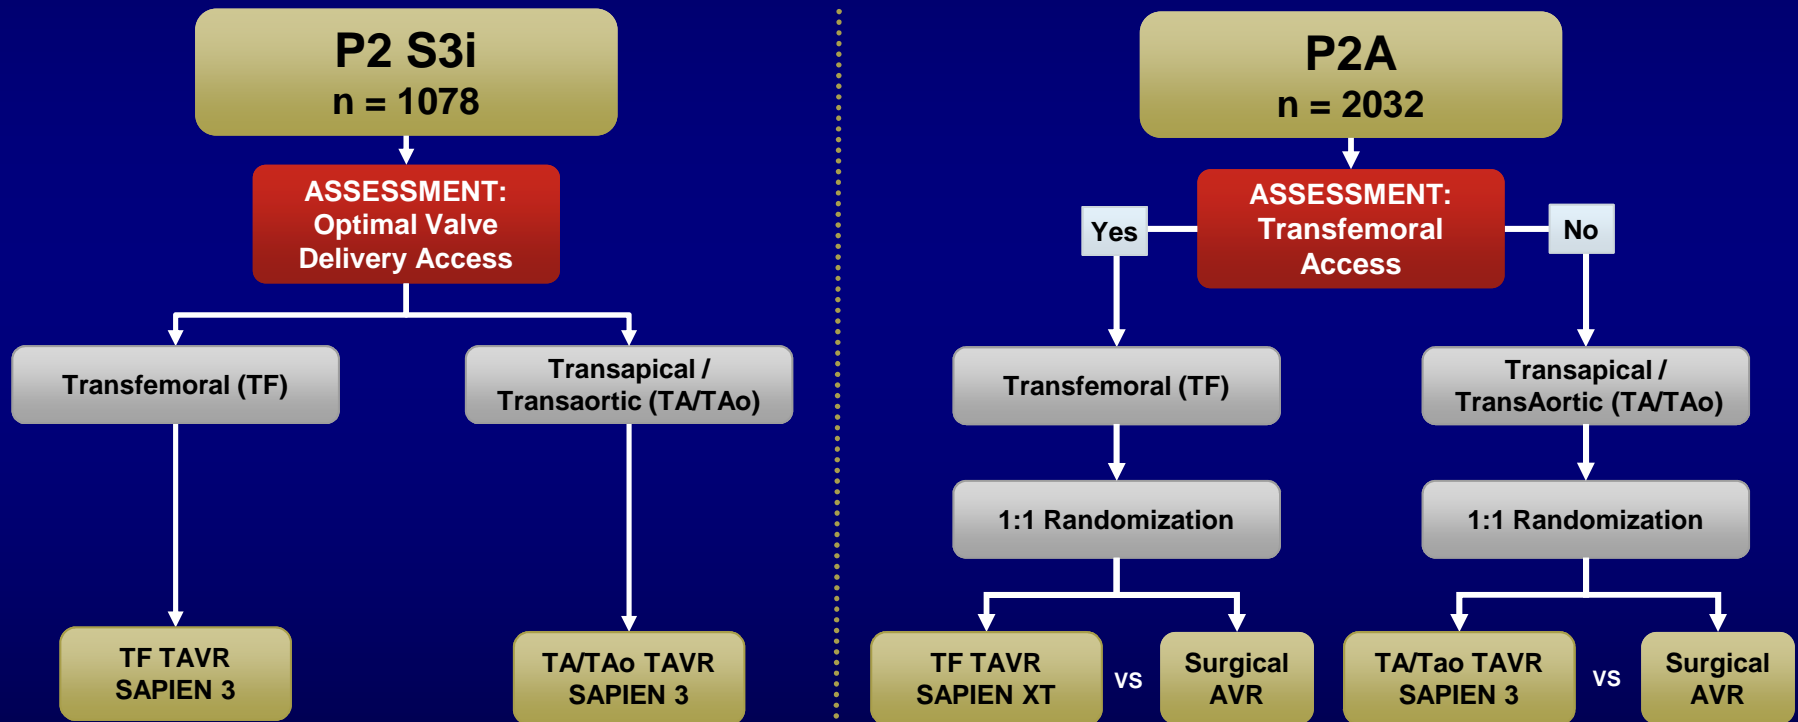 P2 S3i
n = 1078
ASSESSMENT:
Optimal Valve
Delivery Access
Transfemoral (TF)
Transapical /
Transaortic (TA/TAo)
TF TAVR
SAPIEN 3
TA/TAo TAVR
SAPIEN 3
P2A
n = 2032
ASSESSMENT:
Transfemoral
Access
Yes
No
Transfemoral (TF)
Transapical /
TransAortic (TA/TAo)
1:1 Randomization
1:1 Randomization
TF TAVR
SAPIEN XT
VS
Surgical
AVR
TA/Tao TAVR
SAPIEN 3
VS
Surgical
AVR